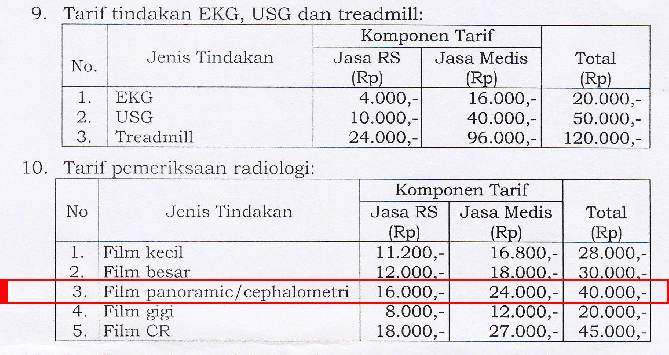 9. Tarif tindakan EKG, USG dan treadmill:
No. Jenis Tindakan Komponen Tarif Total (Rp)
Jasa RS (Rp) Jasa Medis (Rp)
1. EKG 4.000,- 16.000,- 20.000,-
2. USG 10.000,- 40.000,- 50.000,-
3. Treadmill 24.000,- 96.000,- 120.000,-
10. Tarif pemeriksaan radiologi:
No Jenis Tindakan Komponen Tarif Total (Rp)
Jasa RS (Rp) Jasa Medis (Rp)
1. Film kecil 11.200,- 16.800,- 28.000,-
2. Film besar 12.000,- 18.000,- 30.000,-
3. Film panoramic/cephalometri 16.000,- 24.000,- 40.000,-
4. Film gigi 8.000,- 12.000,- 20.000,-
5. Film CR 18.000,- 27.000,- 45.000,-